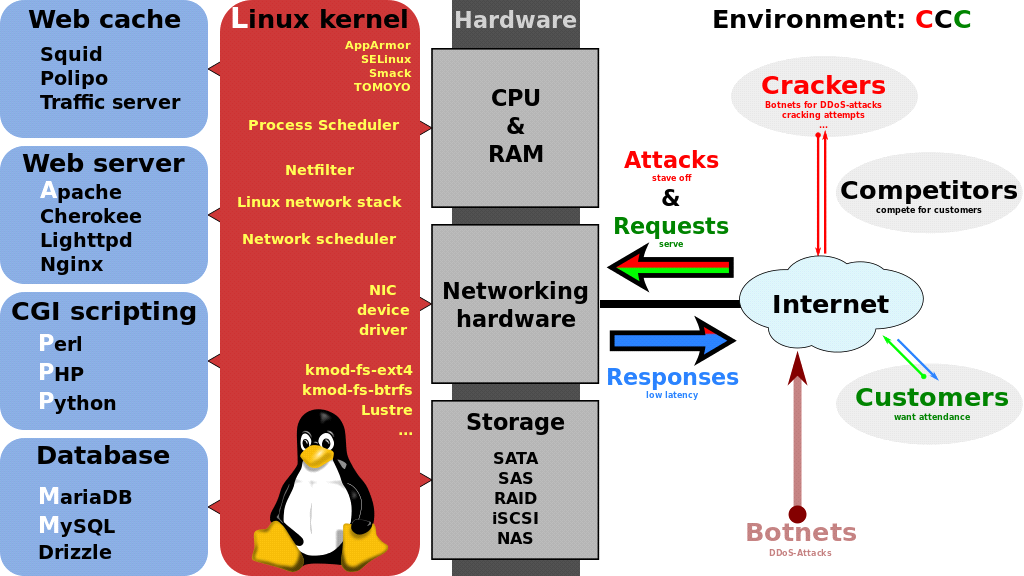 Web cache
Squid
Polipo
Traffic server
Web server
Apache
Cherokee
Lighttpd
Nginx
CGI scripting
Perl
PHP
Python
Database
MariaDB
MySQL
Drizzle
Linux kernel
AppArmor
SELinux
Smack
TOMOYO
Process Scheduler
Netfilter
Linux network stack
Network scheduler
NIC
device
driver
kmod-fs-ext4
kmod-fs-btrfs
Lustre
...
Hardware
CPU
&
RAM
Networking
hardware
Storage
SATA
SAS
RAID
iSCSI
NAS
Environment: CCC
Crackers
Botnets for DDoS-attacks
cracking attempts
...
Attacks
stave off
&
Requests
serve
Competitors
compete for customers
Internet
Responses
low latency
Customers
want attendance
Botnets
DDoS-Attacks